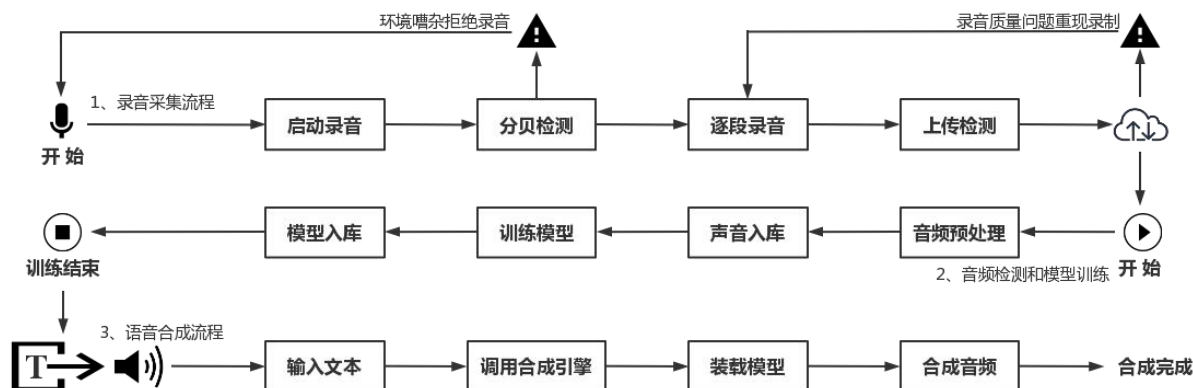 环境嘈杂拒绝录音
录音质量问题重现录制
1、录音采集流程
开 始
启动录音
分贝检测
逐段录音
上传检测
训练结束
模型入库
训练模型
声音入库
音频预处理
开 始
2、音频检测和模型训练
T
3、语音合成流程
输入文本
调用合成引擎
装载模型
合成音频
合成完成